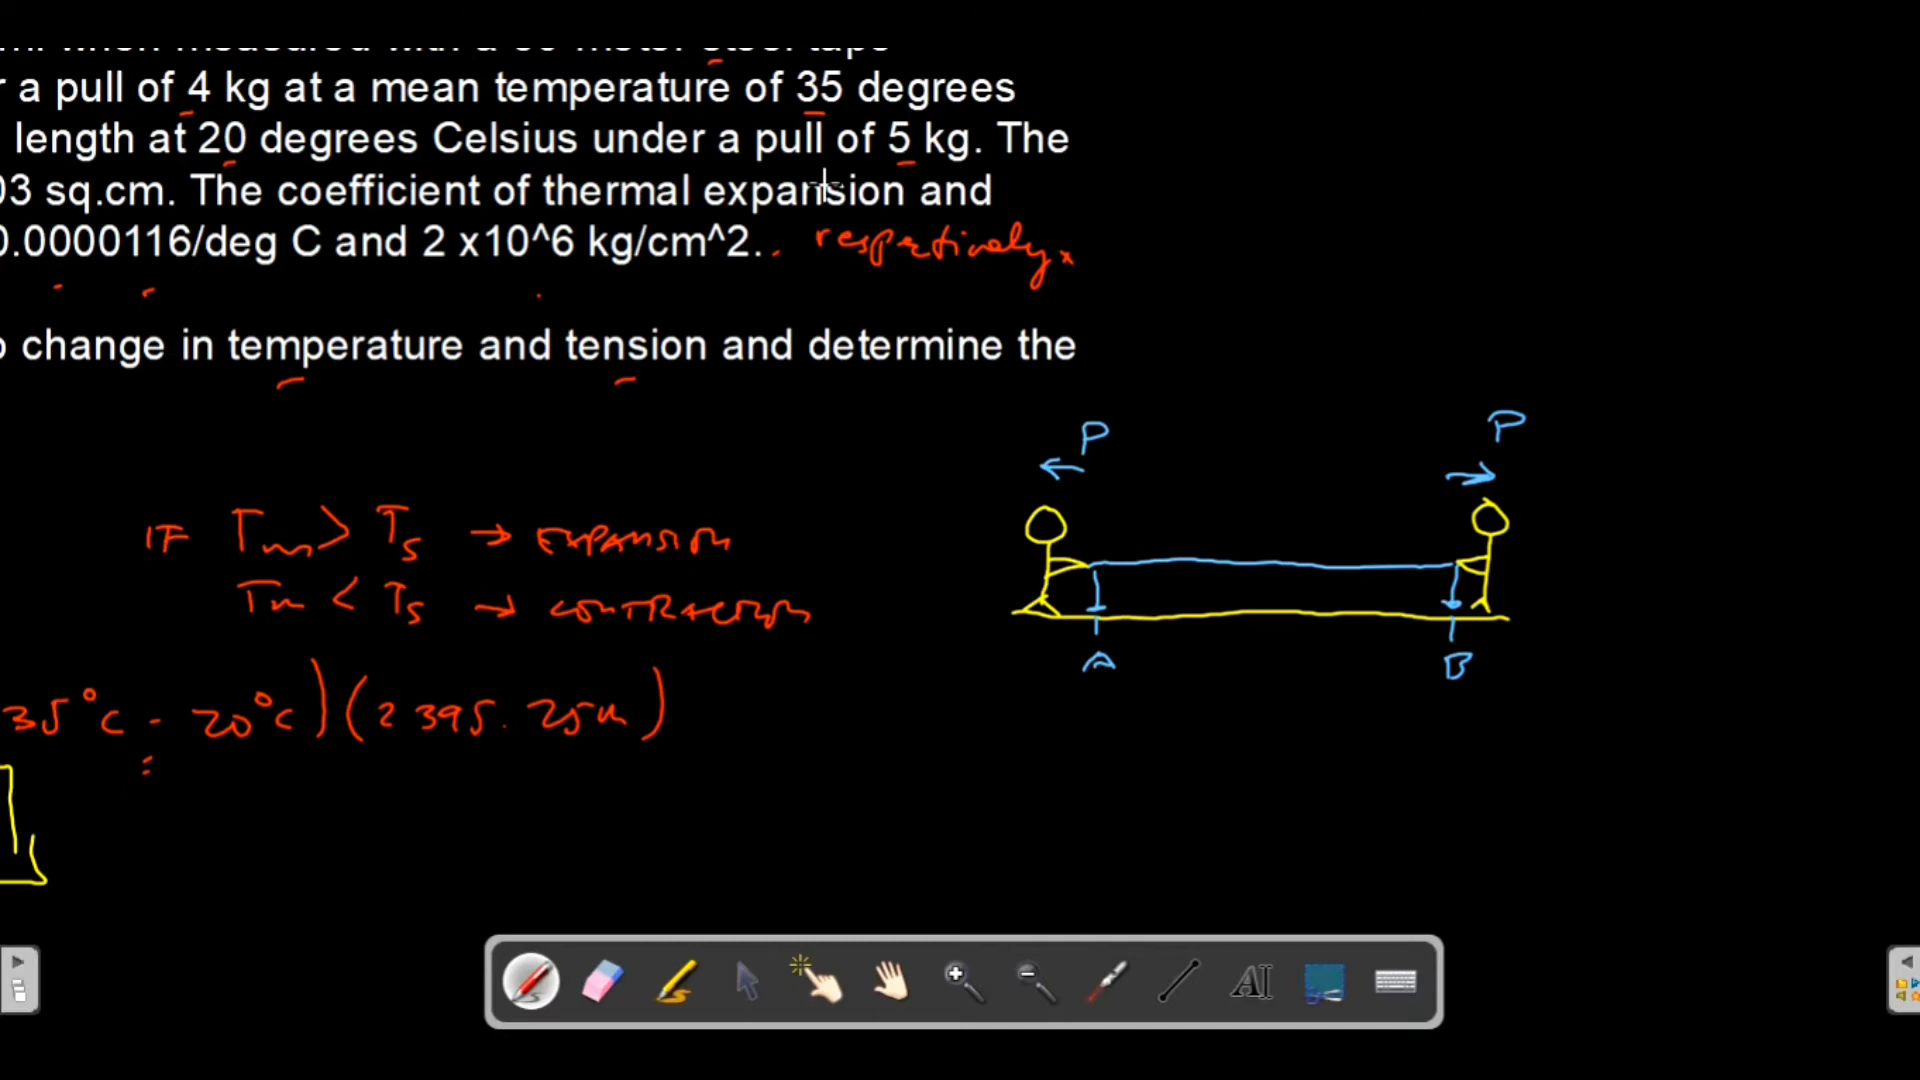 r a pull of 4 kg at a mean temperature of 35 degrees
length at 20 degrees Celsius under a pull of 5 kg. The
03 sq.cm. The coefficient of thermal expansion and
0.0000116/deg C and 2 x10^6 kg/cm^2. . respectively
o change in temperature and tension and determine the
P P
IF Tm > Ts → EXPANSION
Tm < Ts → CONTRACTION
A B
35°C - 20°C) (2395.25m)
AI